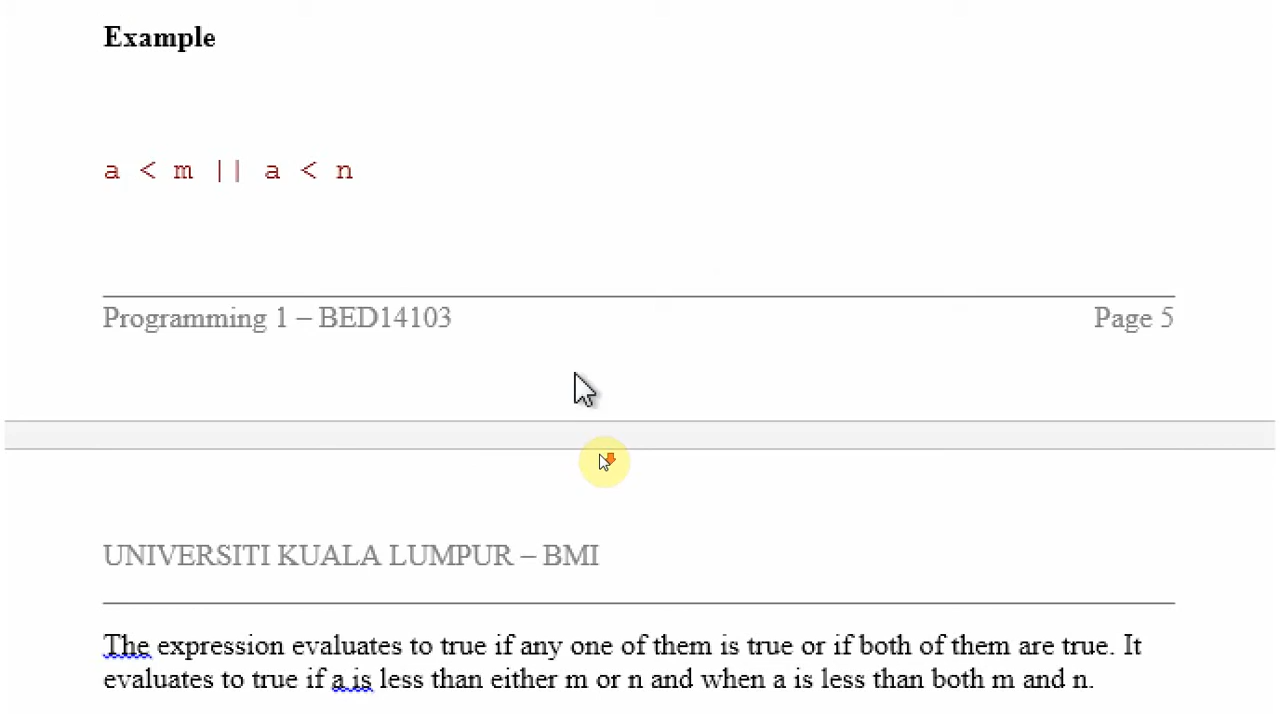 Example
a < m || a < n
Programming 1 – BED14103 Page 5
UNIVERSITI KUALA LUMPUR – BMI
The expression evaluates to true if any one of them is true or if both of them are true. It
evaluates to true if a is less than either m or n and when a is less than both m and n.